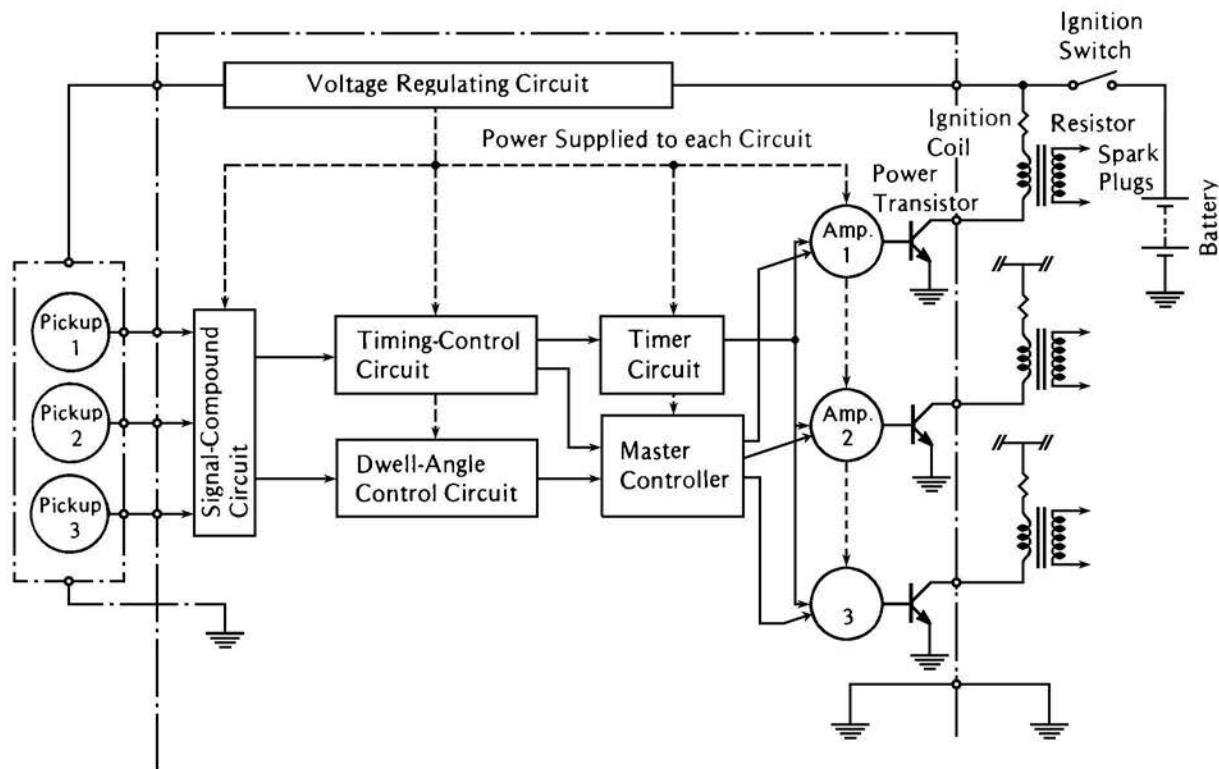 Ignition
Switch
Voltage Regulating Circuit
Ignition
Coil
Resistor
Spark
Plugs
Power Supplied to each Circuit
Power
Transistor
Battery
Amp.
1
Pickup
1
Signal-Compound
Circuit
Timing-Control
Circuit
Timer
Circuit
Pickup
2
Amp.
2
Dwell-Angle
Control Circuit
Master
Controller
Pickup
3
3